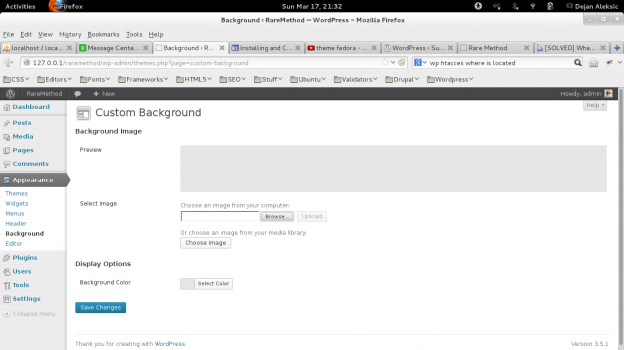 Activities Firefox Sun Mar 17, 21:32 Dejan Aleksic
Background ‹ RareMethod — WordPress - Mozilla Firefox
File Edit View History Bookmarks Tools Help
localhost / loca... Message Cente... Background ‹ R... Installing and C... theme fedora - ... WordPress › Su... Rare Method [SOLVED] Wha...
127.0.0.1/raremethod/wp-admin/themes.php?page=custom-background wp htacces where is located
CSS Editors Fonts Frameworks HTML5 SEO Stuff Ubuntu Validators Drupal Wordpress
RareMethod + New Howdy, admin
Help
Dashboard
Posts
Media
Pages
Comments
Appearance
Themes
Widgets
Menus
Header
Background
Editor
Plugins
Users
Tools
Settings
Collapse menu
Custom Background
Background Image
Preview
Select Image
Choose an image from your computer:
Browse... Upload
Or choose an image from your media library:
Choose Image
Display Options
Background Color Select Color
Save Changes
Thank you for creating with WordPress. Version 3.5.1